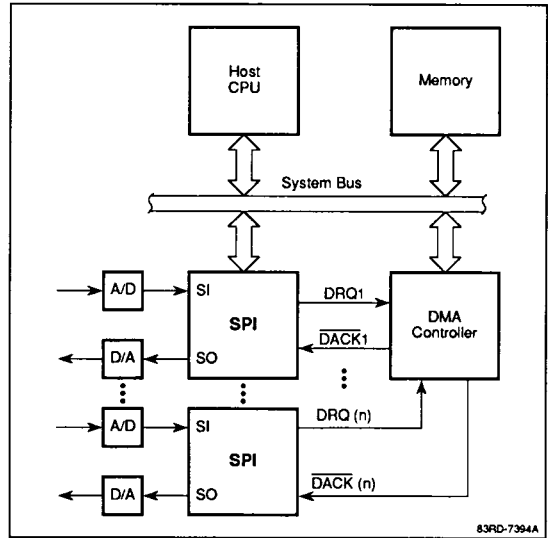 Host
CPU
Memory
System Bus
A/D
SI
SPI
DRQ1
DMA
Controller
DACK1
D/A
SO
A/D
SI
SPI
DRQ (n)
D/A
SO
DACK (n)
83RD-7394A